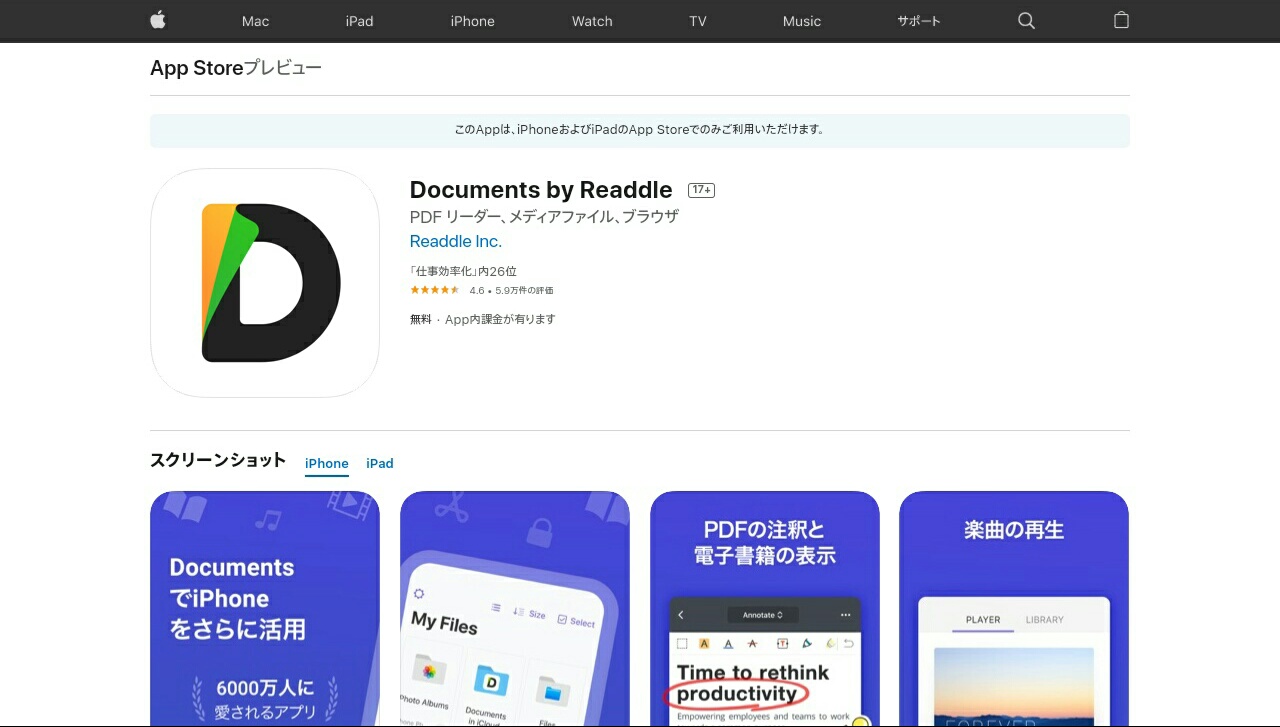 Mac iPad iPhone Watch TV Music サポート
App Storeプレビュー
このAppは、iPhoneおよびiPadのApp Storeでのみご利用いただけます。
Documents by Readdle 17+
PDF リーダー、メディアファイル、ブラウザ
Readdle Inc.
「仕事効率化」内26位
4.6 • 5.9万件の評価
無料 · App内課金が有ります
スクリーンショット iPhone iPad
Documents
でiPhone
をさらに活用
6000万人に
愛されるアプリ
Size Select
My Files
Photo Albums
Documents
in iCloud
Files
PDFの注釈と
電子書籍の表示
Annotate
Time to rethink
productivity
Empowering employees and teams to work
楽曲の再生
PLAYER LIBRARY
FOREVER